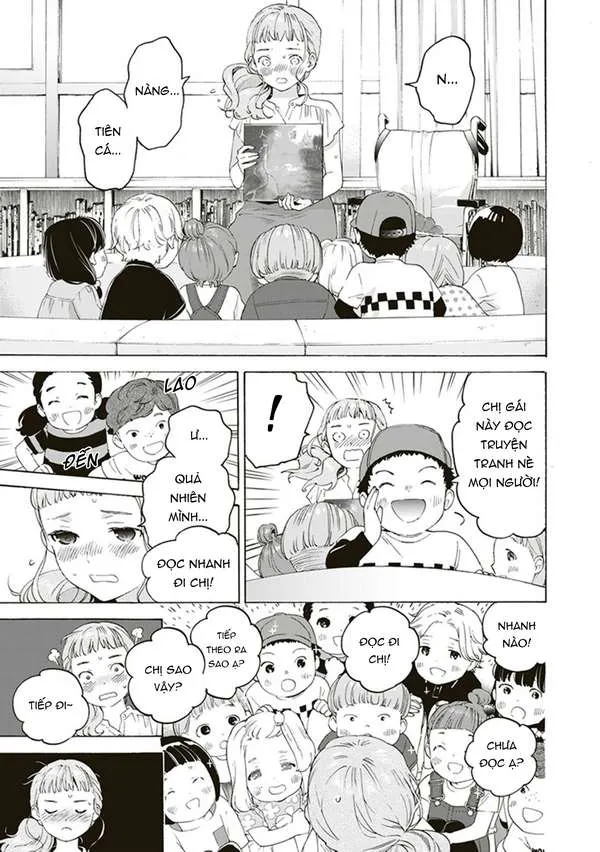 N...
NÀNG...
TIÊN
CÁ...
CHỊ GÁI
NÀY ĐỌC
TRUYỆN
TRANH NÈ
MỌI NGƯỜI!
!
LAO
ĐẾN
Ư...
QUẢ
NHIÊN
MÌNH...
ĐỌC NHANH
ĐI CHỊ!
NHANH
NÀO!
ĐỌC ĐI
CHỊ!
TIẾP
THEO RA
SAO Ạ?
CHỊ SAO
VẬY?
TIẾP ĐI~
CHƯA
ĐỌC Ạ?